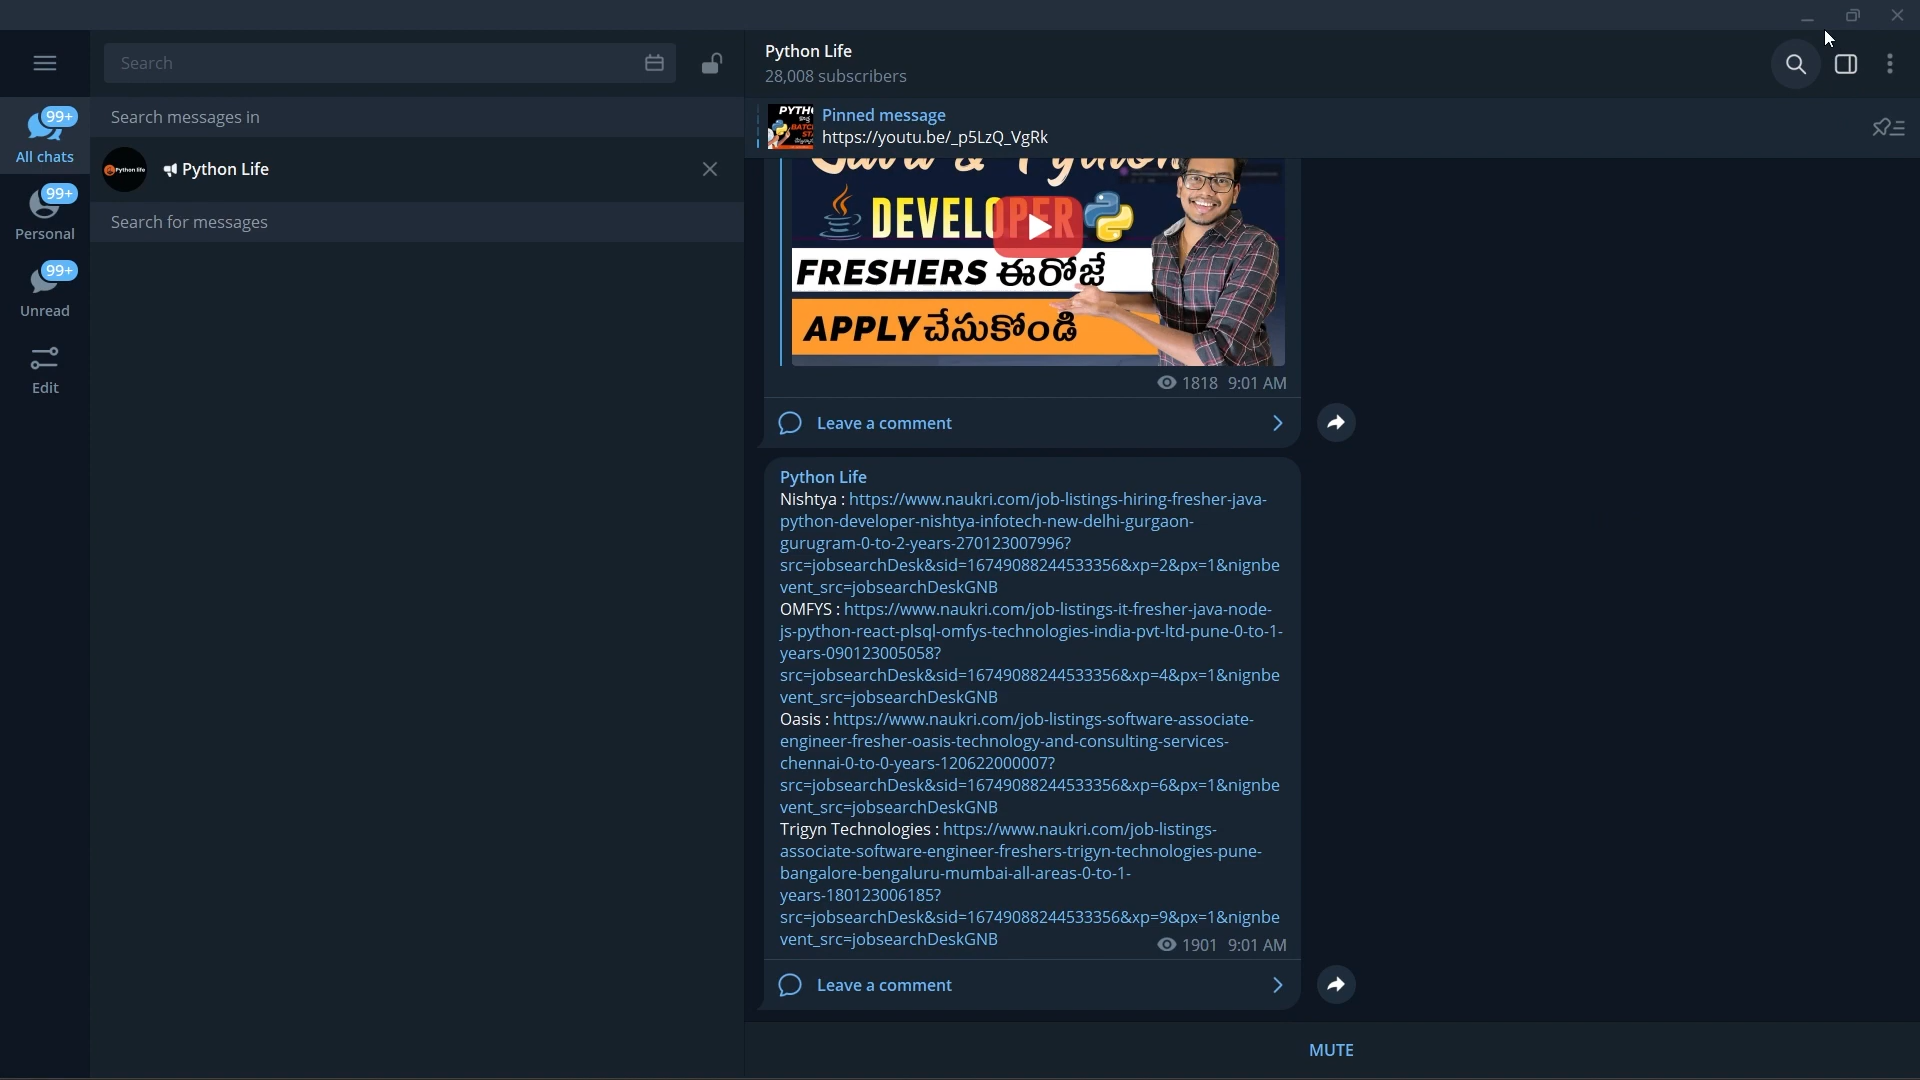 Search
Python Life
28,008 subscribers
Search messages in
99+
All chats
Python Life
Search for messages
99+
Personal
99+
Unread
Edit
Pinned message
https://youtu.be/_p5LzQ_VgRk
Java & Python
DEVELOPER
FRESHERS ఈరోజే
APPLY చేసుకోండి
1818 9:01 AM
Leave a comment
Python Life
Nishtya : https://www.naukri.com/job-listings-hiring-fresher-java-
python-developer-nishtya-infotech-new-delhi-gurgaon-
gurugram-0-to-2-years-270123007996?
src=jobsearchDesk&sid=16749088244533356&xp=2&px=1&nignbe
vent_src=jobsearchDeskGNB
OMFYS : https://www.naukri.com/job-listings-it-fresher-java-node-
js-python-react-plsql-omfys-technologies-india-pvt-ltd-pune-0-to-1-
years-090123005058?
src=jobsearchDesk&sid=16749088244533356&xp=4&px=1&nignbe
vent_src=jobsearchDeskGNB
Oasis : https://www.naukri.com/job-listings-software-associate-
engineer-fresher-oasis-technology-and-consulting-services-
chennai-0-to-0-years-120622000007?
src=jobsearchDesk&sid=16749088244533356&xp=6&px=1&nignbe
vent_src=jobsearchDeskGNB
Trigyn Technologies : https://www.naukri.com/job-listings-
associate-software-engineer-freshers-trigyn-technologies-pune-
bangalore-bengaluru-mumbai-all-areas-0-to-1-
years-180123006185?
src=jobsearchDesk&sid=16749088244533356&xp=9&px=1&nignbe
vent_src=jobsearchDeskGNB
1901 9:01 AM
Leave a comment
MUTE